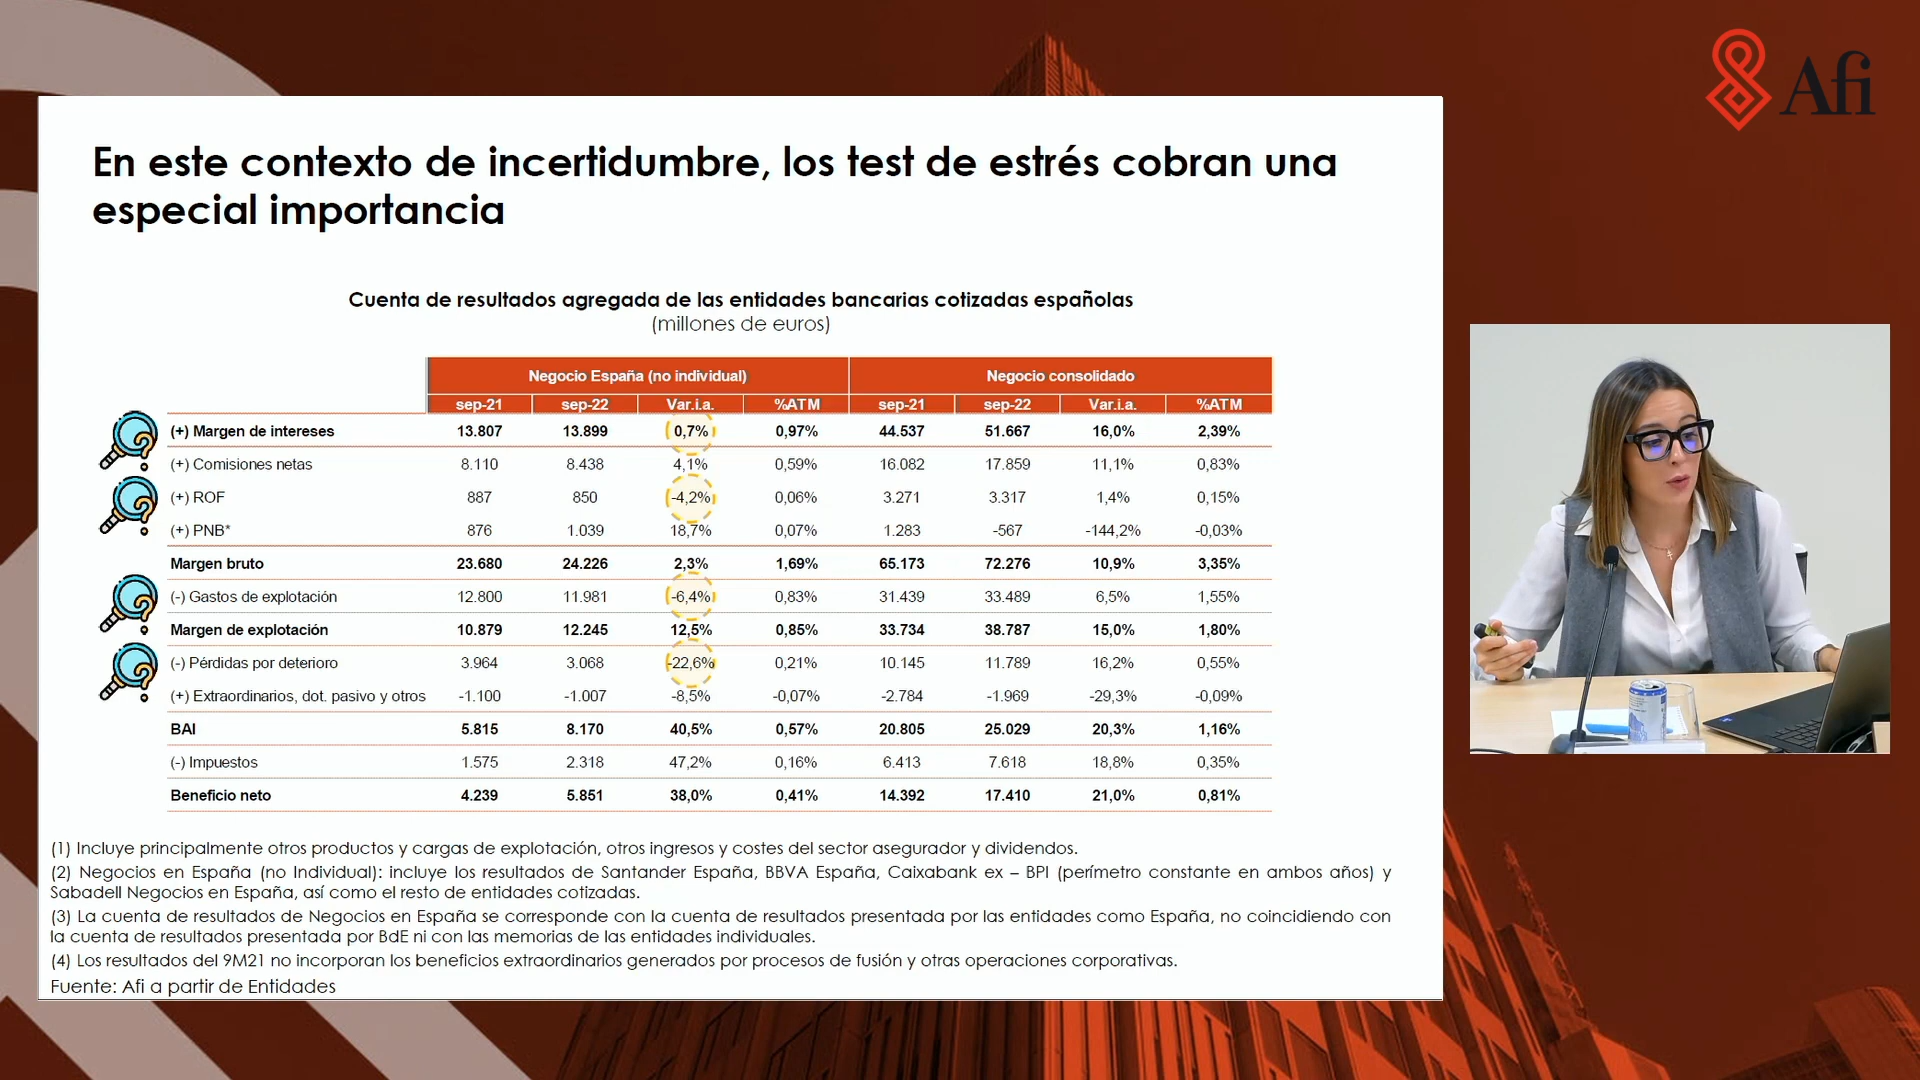 Afi
En este contexto de incertidumbre, los test de estrés cobran una
especial importancia
Cuenta de resultados agregada de las entidades bancarias cotizadas españolas
(millones de euros)
Negocio España (no individual) Negocio consolidado
sep-21 sep-22 Var.i.a. %ATM sep-21 sep-22 Var.i.a. %ATM
(+) Margen de intereses 13.807 13.899 0,7% 0,97% 44.537 51.667 16,0% 2,39%
(+) Comisiones netas 8.110 8.438 4,1% 0,59% 16.082 17.859 11,1% 0,83%
(+) ROF 887 850 -4,2% 0,06% 3.271 3.317 1,4% 0,15%
(+) PNB* 876 1.039 18,7% 0,07% 1.283 -567 -144,2% -0,03%
Margen bruto 23.680 24.226 2,3% 1,69% 65.173 72.276 10,9% 3,35%
(-) Gastos de explotación 12.800 11.981 -6,4% 0,83% 31.439 33.489 6,5% 1,55%
Margen de explotación 10.879 12.245 12,5% 0,85% 33.734 38.787 15,0% 1,80%
(-) Pérdidas por deterioro 3.964 3.068 -22,6% 0,21% 10.145 11.789 16,2% 0,55%
(+) Extraordinarios, dot. pasivo y otros -1.100 -1.007 -8,5% -0,07% -2.784 -1.969 -29,3% -0,09%
BAI 5.815 8.170 40,5% 0,57% 20.805 25.029 20,3% 1,16%
(-) Impuestos 1.575 2.318 47,2% 0,16% 6.413 7.618 18,8% 0,35%
Beneficio neto 4.239 5.851 38,0% 0,41% 14.392 17.410 21,0% 0,81%
(1) Incluye principalmente otros productos y cargas de explotación, otros ingresos y costes del sector asegurador y dividendos.
(2) Negocios en España (no Individual): incluye los resultados de Santander España, BBVA España, Caixabank ex – BPI (perímetro constante en ambos años) y
Sabadell Negocios en España, así como el resto de entidades cotizadas.
(3) La cuenta de resultados de Negocios en España se corresponde con la cuenta de resultados presentada por las entidades como España, no coincidiendo con
la cuenta de resultados presentada por BdE ni con las memorias de las entidades individuales.
(4) Los resultados del 9M21 no incorporan los beneficios extraordinarios generados por procesos de fusión y otras operaciones corporativas.
Fuente: Afi a partir de Entidades